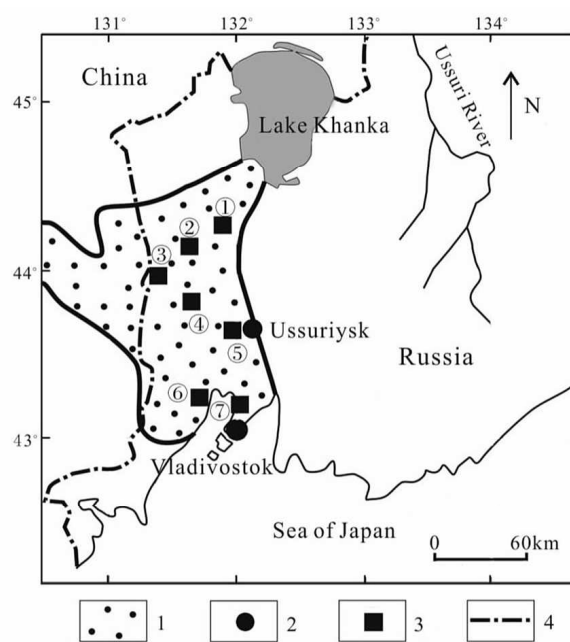 131° 132° 133° 134°
China
Ussuri River
N
45°
Lake Khanka
①
②
③
44°
④
Ussuriysk
⑤
Russia
⑥
⑦
43°
Vladivostok
Sea of Japan
0 60km
1 2 3 4